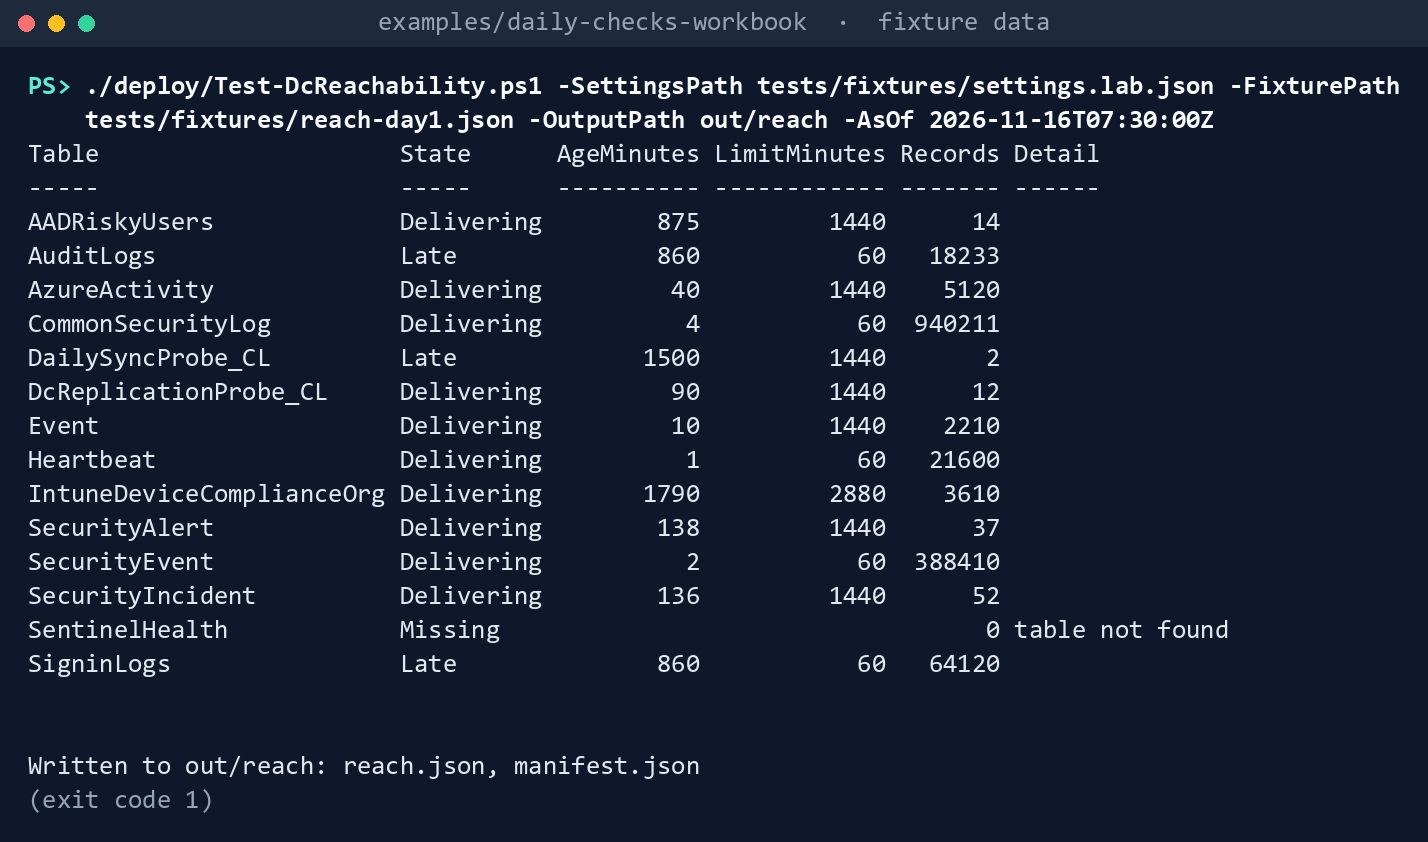 examples/daily-checks-workbook · fixture data
PS> ./deploy/Test-DcReachability.ps1 -SettingsPath tests/fixtures/settings.lab.json -FixturePath
tests/fixtures/reach-day1.json -OutputPath out/reach -AsOf 2026-11-16T07:30:00Z
Table                     State      AgeMinutes LimitMinutes Records Detail
-----                     -----      ---------- ------------ ------- ------
AADRiskyUsers             Delivering        875         1440      14
AuditLogs                 Late              860           60   18233
AzureActivity             Delivering         40         1440    5120
CommonSecurityLog         Delivering          4           60  940211
DailySyncProbe_CL         Late             1500         1440       2
DcReplicationProbe_CL     Delivering         90         1440      12
Event                     Delivering         10         1440    2210
Heartbeat                 Delivering          1           60   21600
IntuneDeviceComplianceOrg Delivering       1790         2880    3610
SecurityAlert             Delivering        138         1440      37
SecurityEvent             Delivering          2           60  388410
SecurityIncident          Delivering        136         1440      52
SentinelHealth            Missing                                  0 table not found
SigninLogs                Late              860           60   64120
Written to out/reach: reach.json, manifest.json
(exit code 1)